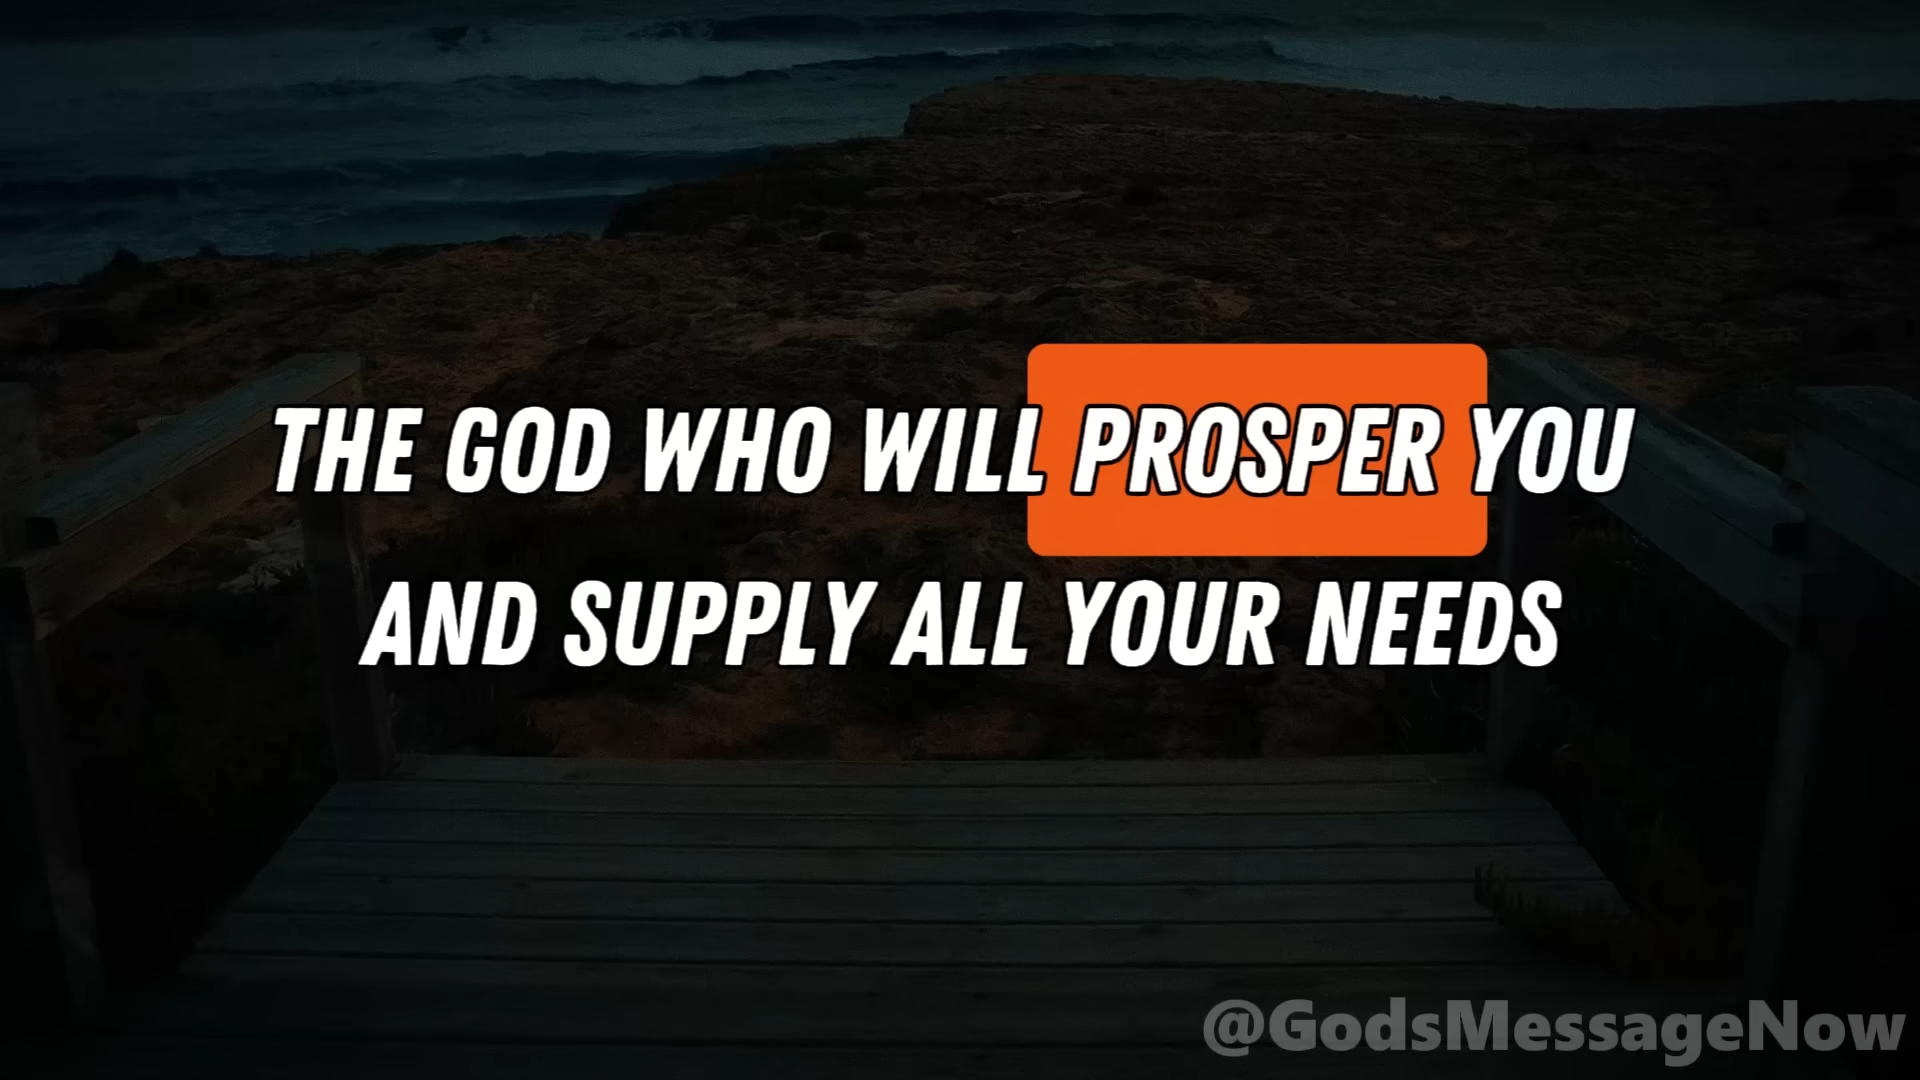 THE GOD WHO WILL PROSPER YOU
AND SUPPLY ALL YOUR NEEDS
@GodsMessageNow